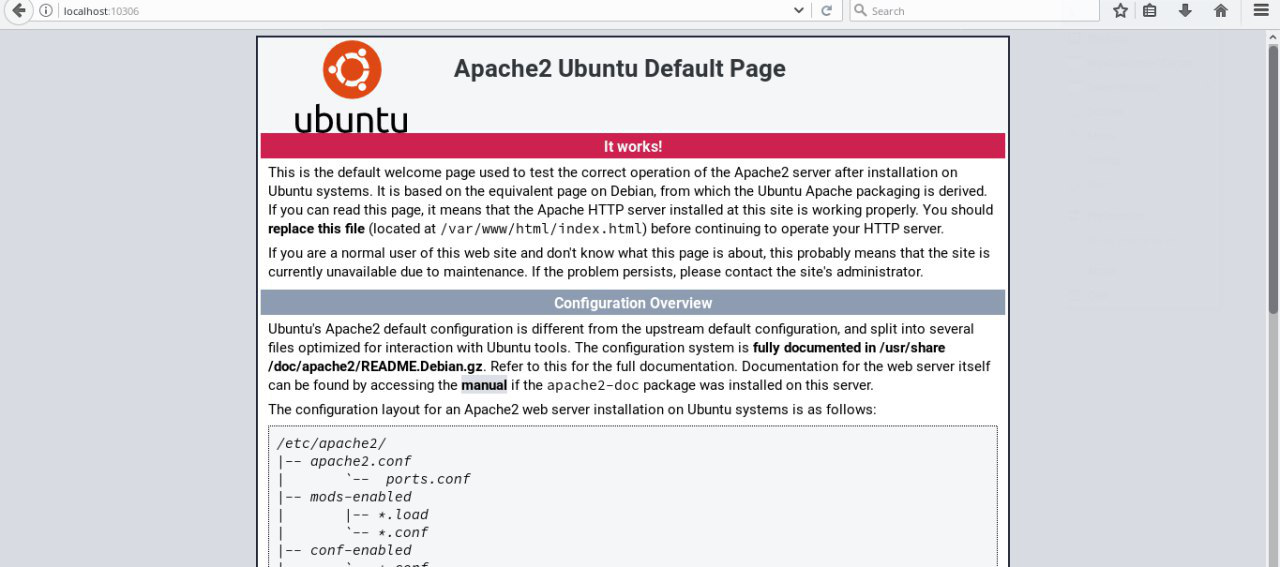 localhost:10306
Search
Apache2 Ubuntu Default Page
ubuntu
It works!
This is the default welcome page used to test the correct operation of the Apache2 server after installation on
Ubuntu systems. It is based on the equivalent page on Debian, from which the Ubuntu Apache packaging is derived.
If you can read this page, it means that the Apache HTTP server installed at this site is working properly. You should
replace this file (located at /var/www/html/index.html) before continuing to operate your HTTP server.
If you are a normal user of this web site and don't know what this page is about, this probably means that the site is
currently unavailable due to maintenance. If the problem persists, please contact the site's administrator.
Configuration Overview
Ubuntu's Apache2 default configuration is different from the upstream default configuration, and split into several
files optimized for interaction with Ubuntu tools. The configuration system is fully documented in /usr/share
/doc/apache2/README.Debian.gz. Refer to this for the full documentation. Documentation for the web server itself
can be found by accessing the manual if the apache2-doc package was installed on this server.
The configuration layout for an Apache2 web server installation on Ubuntu systems is as follows:
/etc/apache2/
|-- apache2.conf
|       `--  ports.conf
|-- mods-enabled
|       |-- *.load
|       `-- *.conf
|-- conf-enabled